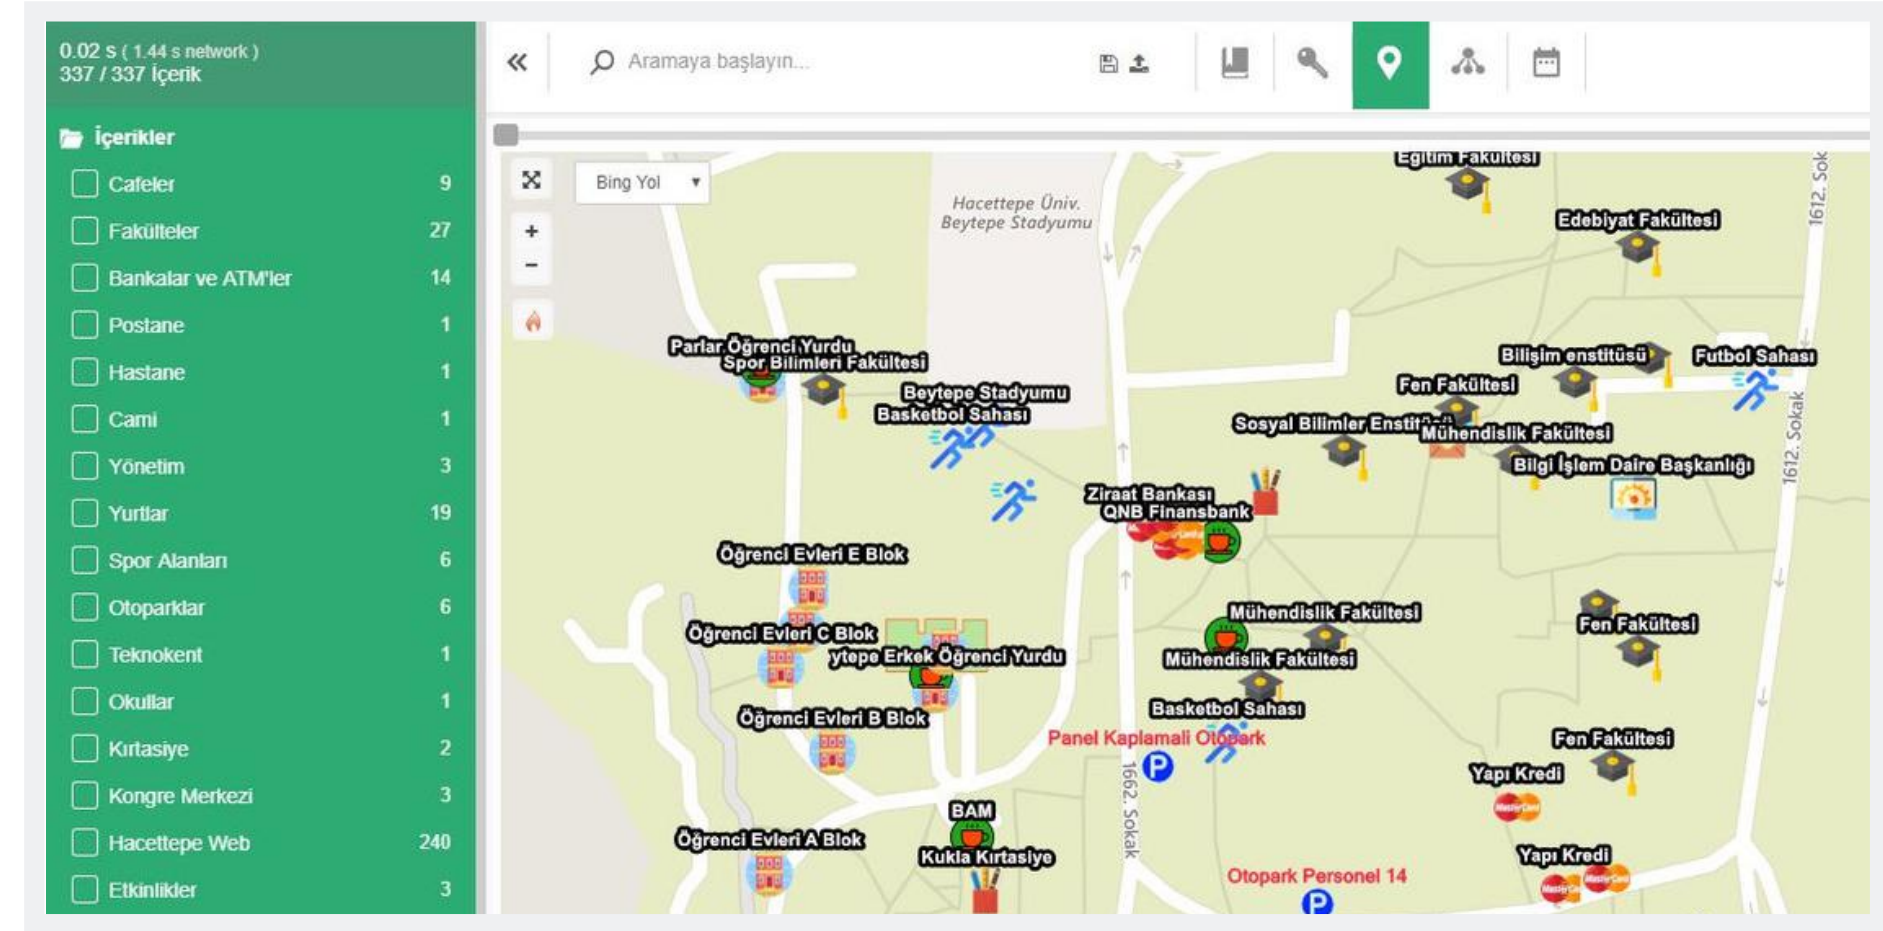 0.02 s ( 1.44 s network )
337 / 337 İçerik
Aramaya başlayın...
İçerikler
Cafeler 9
Fakülteler 27
Bankalar ve ATM'ler 14
Postane 1
Hastane 1
Cami 1
Yönetim 3
Yurtlar 19
Spor Alanları 6
Otoparklar 6
Teknokent 1
Okullar 1
Kırtasiye 2
Kongre Merkezi 3
Hacettepe Web 240
Etkinlikler 3
Bing Yol
Hacettepe Üniv.
Beytepe Stadyumu
Eğitim Fakültesi
1612. Sok
Edebiyat Fakültesi
Parlar Öğrenci Yurdu
Spor Bilimleri Fakültesi
Bilişim enstitüsü
Futbol Sahası
Fen Fakültesi
Beytepe Stadyumu
Basketbol Sahası
Sosyal Bilimler Enstit
Mühendislik Fakültesi
1612. Sokak
Bilgi İşlem Daire Başkanlığı
Ziraat Bankası
QNB Finansbank
Öğrenci Evleri E Blok
Mühendislik Fakültesi
Öğrenci Evleri C Blok
Fen Fakültesi
ytepe Erkek Öğrenci Yurdu
Mühendislik Fakültesi
Öğrenci Evleri B Blok
Basketbol Sahası
Panel Kaplamali Otopark
P
Fen Fakültesi
Yapı Kredi
MasterCard
1662. Sokak
BAM
Öğrenci Evleri A Blok
Kukla Kırtasiye
Yapı Kredi
Otopark Personel 14
P